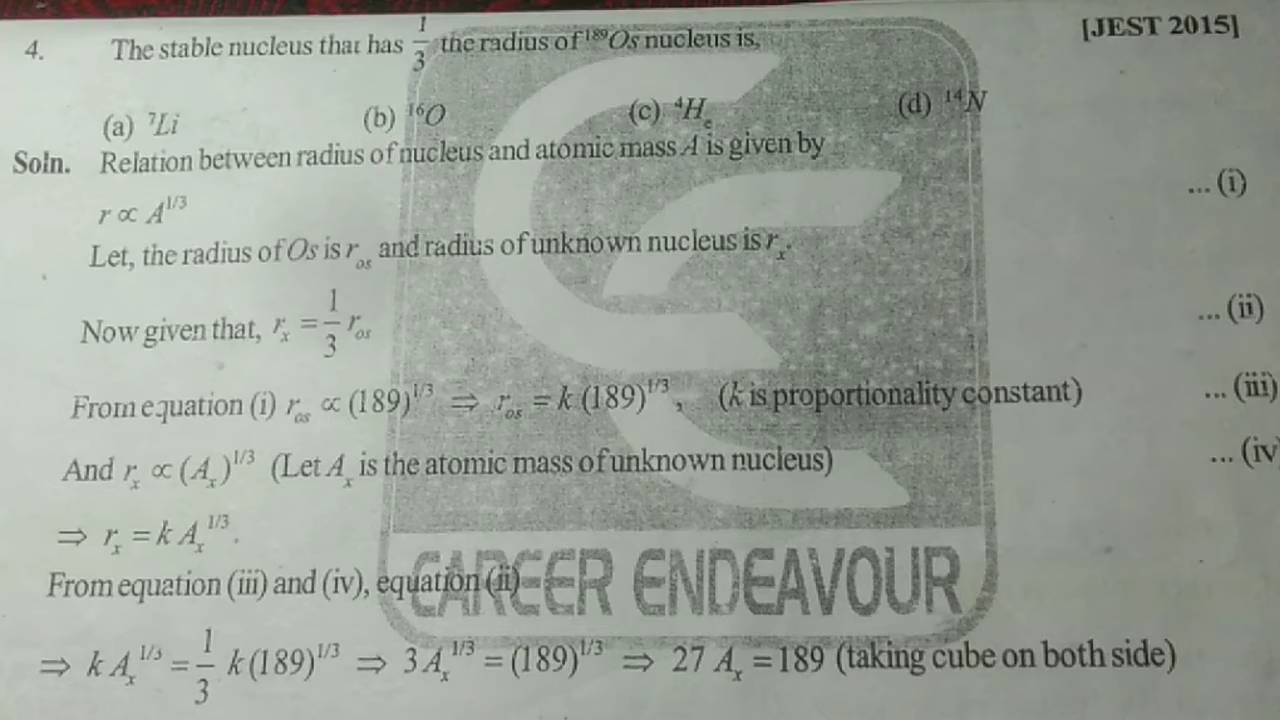 4. The stable nucleus that has 1/3 the radius of ¹⁸⁹Os nucleus is, [JEST 2015]
(a) ⁷Li (b) ¹⁶O (c) ⁴Hₑ (d) ¹⁴N
Soln. Relation between radius of nucleus and atomic mass A is given by
r ∝ A^1/3 ... (i)
Let, the radius of Os is r_os and radius of unknown nucleus is r_x.
Now given that, r_x = 1/3 r_os ... (ii)
From equation (i) r_os ∝ (189)^1/3 ⇒ r_os = k (189)^1/3, (k is proportionality constant) ... (iii)
And r_x ∝ (A_x)^1/3 (Let A_x is the atomic mass of unknown nucleus) ... (iv
⇒ r_x = k A_x^1/3.
From equation (iii) and (iv), equation (ii)
CAREER ENDEAVOUR
⇒ k A_x^1/3 = 1/3 k (189)^1/3 ⇒ 3 A_x^1/3 = (189)^1/3 ⇒ 27 A_x = 189 (taking cube on both side)